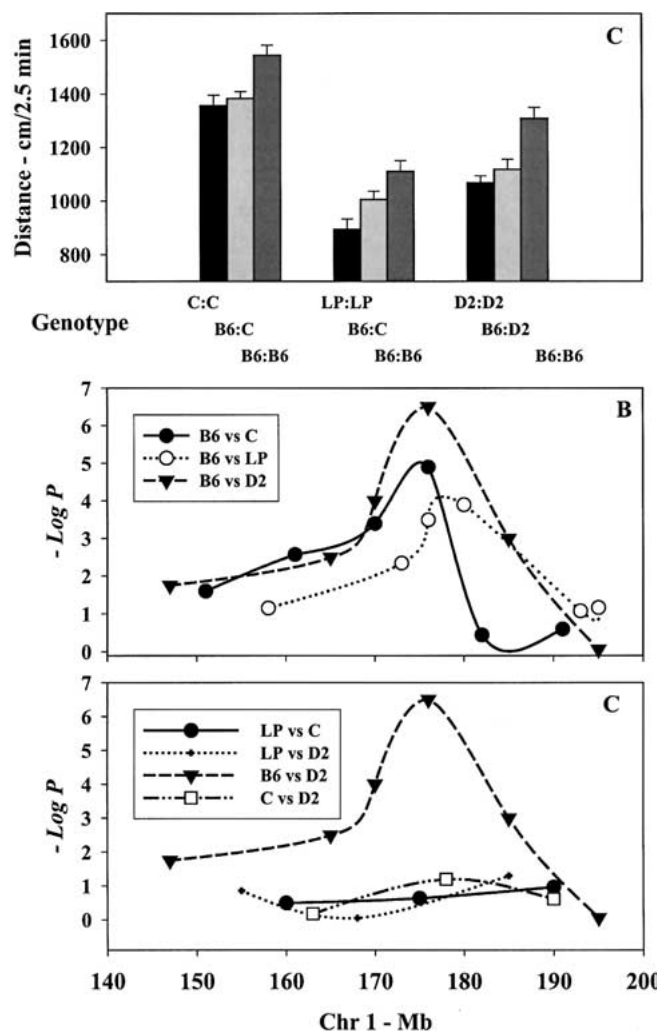 C
1600
1400
1200
1000
800
Distance - cm/2.5 min
C:C LP:LP D2:D2
Genotype
B6:C B6:C B6:D2
B6:B6 B6:B6 B6:B6
B
7
6
5
4
3
2
1
0
- Log P
B6 vs C
B6 vs LP
B6 vs D2
C
7
6
5
4
3
2
1
0
- Log P
LP vs C
LP vs D2
B6 vs D2
C vs D2
140 150 160 170 180 190 200
Chr 1 - Mb